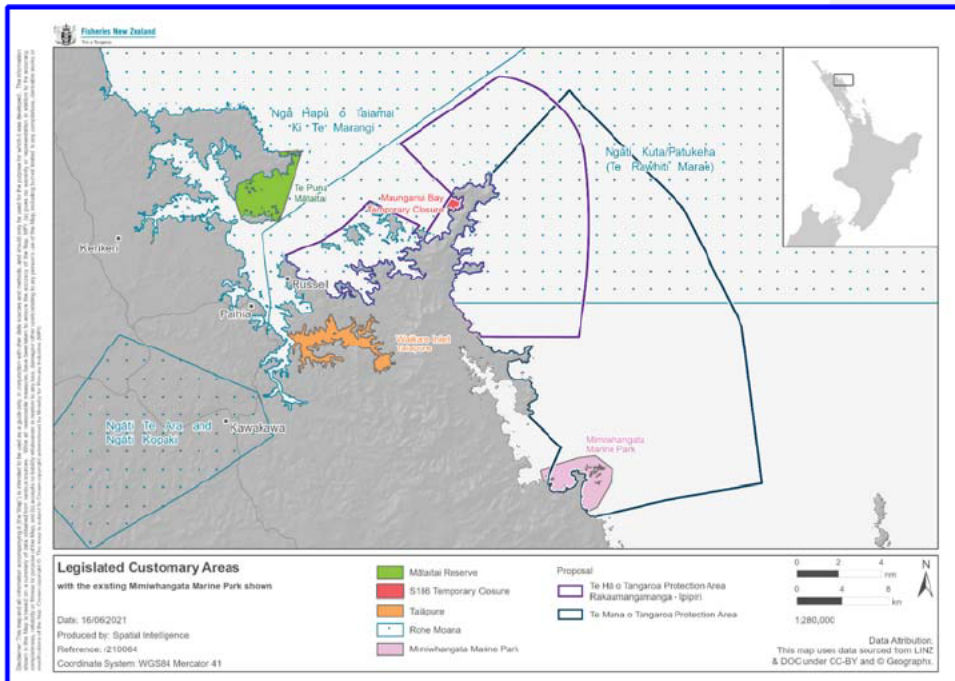 Fisheries New Zealand
Tini a Tangaroa
Ngā Hapū o Taiamai
Ki Te Marangi
Ngāti Kuta/Patukeha
(Te Rawhiti Marae)
Te Puna
Mātaitai
Maunganui Bay
Temporary Closure
Kerikeri
Russell
Paihia
Waikare Inlet
Taiāpure
Ngāti Te Ara and
Ngāti Kopaki
Kawakawa
Mimiwhangata
Marine Park
Legislated Customary Areas
with the existing Mimiwhangata Marine Park shown
Date: 16/06/2021
Produced by: Spatial Intelligence
Coordinate System: WGS84 Mercator 41
Mātaitai Reserve
S186 Temporary Closure
Taiāpure
Rohe Moana
Mimiwhangata Marine Park
Proposal
Te Hā o Tangaroa Protection Area
Rakaumangamanga - Ipipiri
Te Mana o Tangaroa Protection Area
0 2 4
nm
0 4 8
km
N
1:280,000
Data Attribution:
This map uses data sourced from LINZ
& DOC under CC-BY and © Geographx.